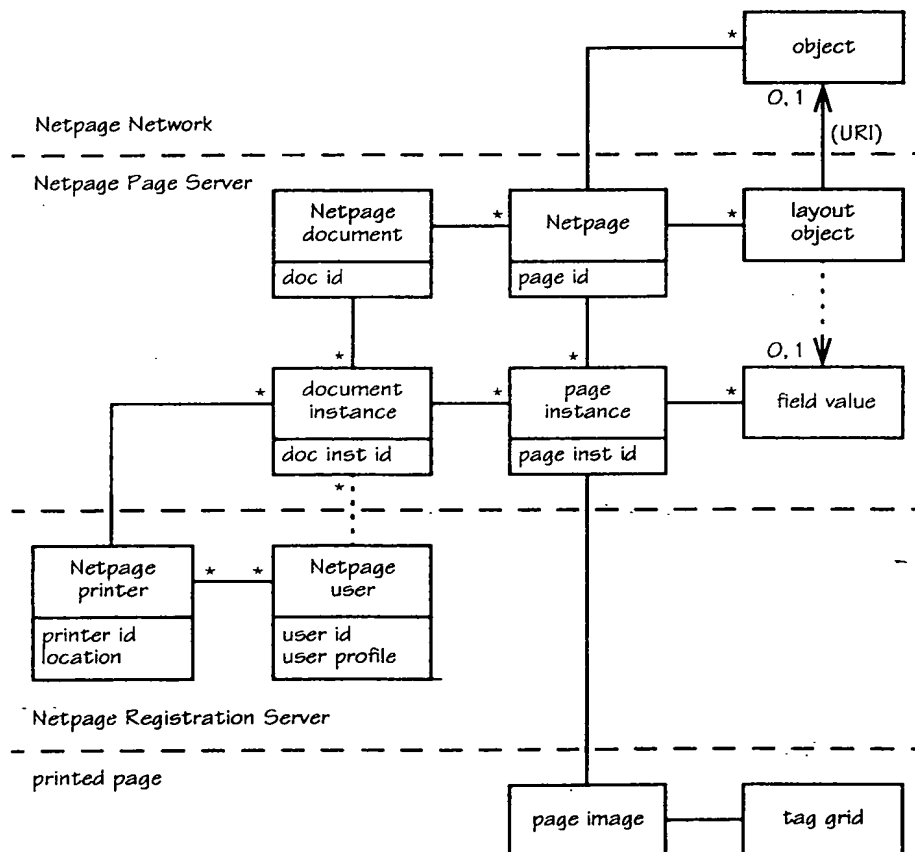 *
object
0, 1
(URI)
Netpage Network
Netpage Page Server
Netpage
document
doc id
*
Netpage
page id
*
layout
object
*
*
0, 1
*
document
instance
doc inst id
*
page
instance
page inst id
*
field value
*
Netpage
printer
printer id
location
*
*
Netpage
user
user id
user profile
Netpage Registration Server
printed page
page image
tag grid